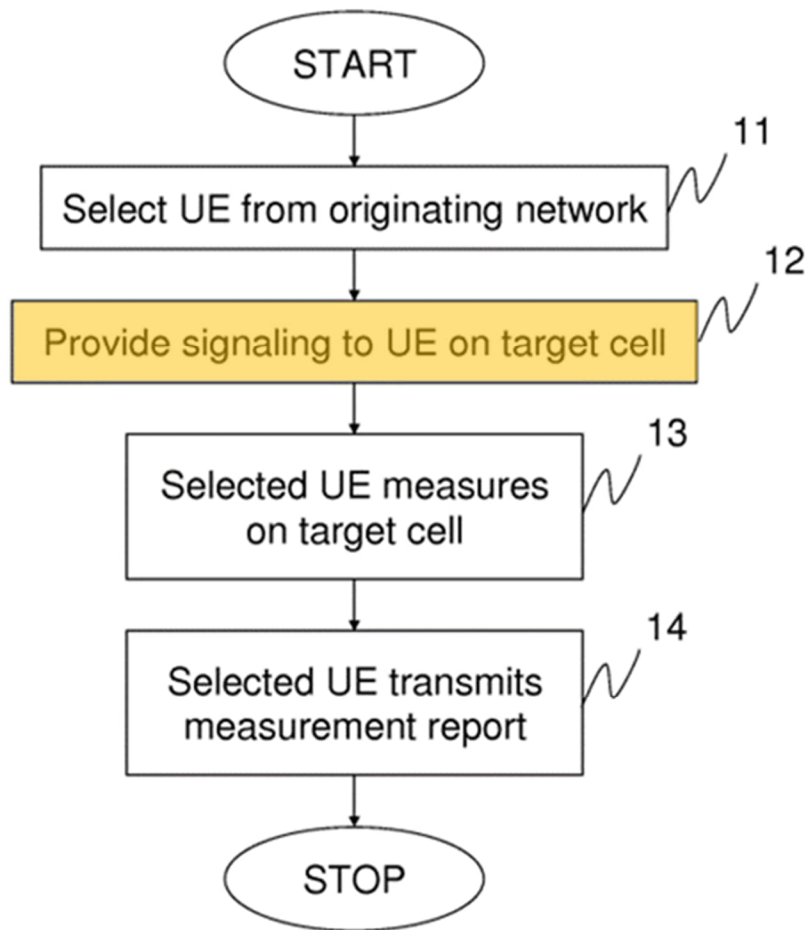 START
11
Select UE from originating network
12
Provide signaling to UE on target cell
13
Selected UE measures
on target cell
14
Selected UE transmits
measurement report
STOP